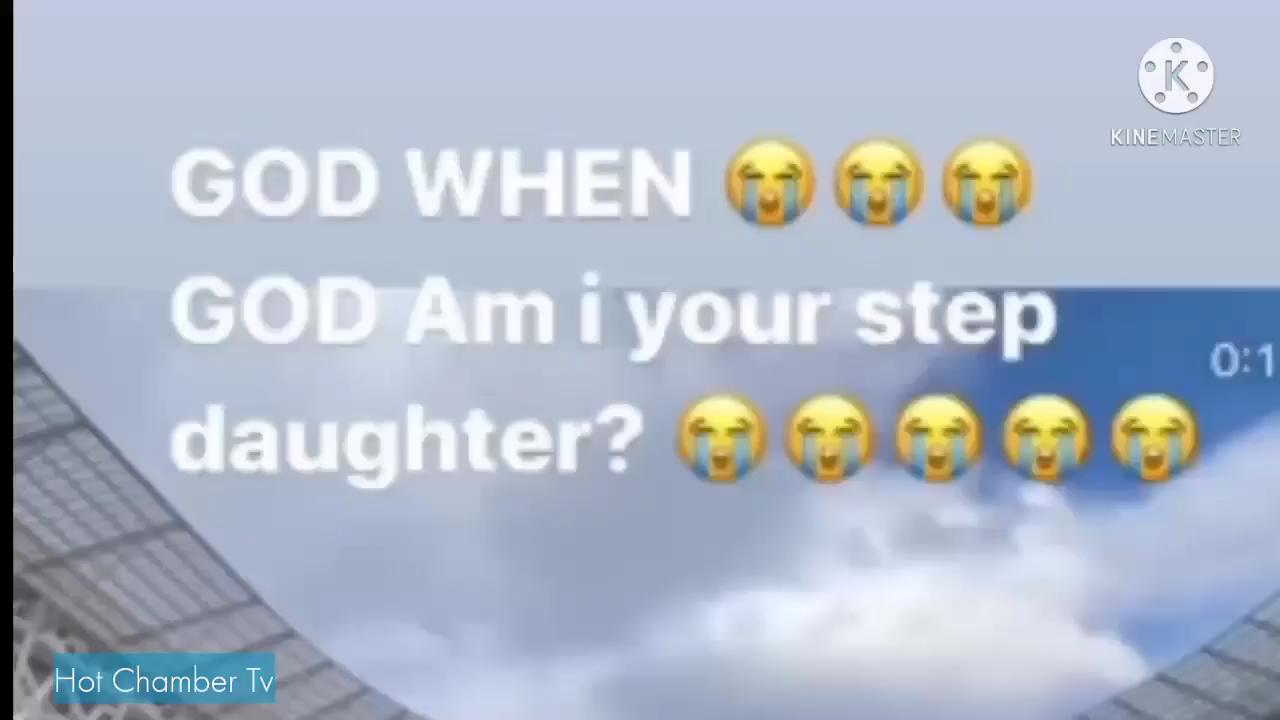 KINEMASTER
GOD WHEN 😭😭😭
GOD Am i your step
0:1
daughter? 😭😭😭😭😭
Hot Chamber Tv